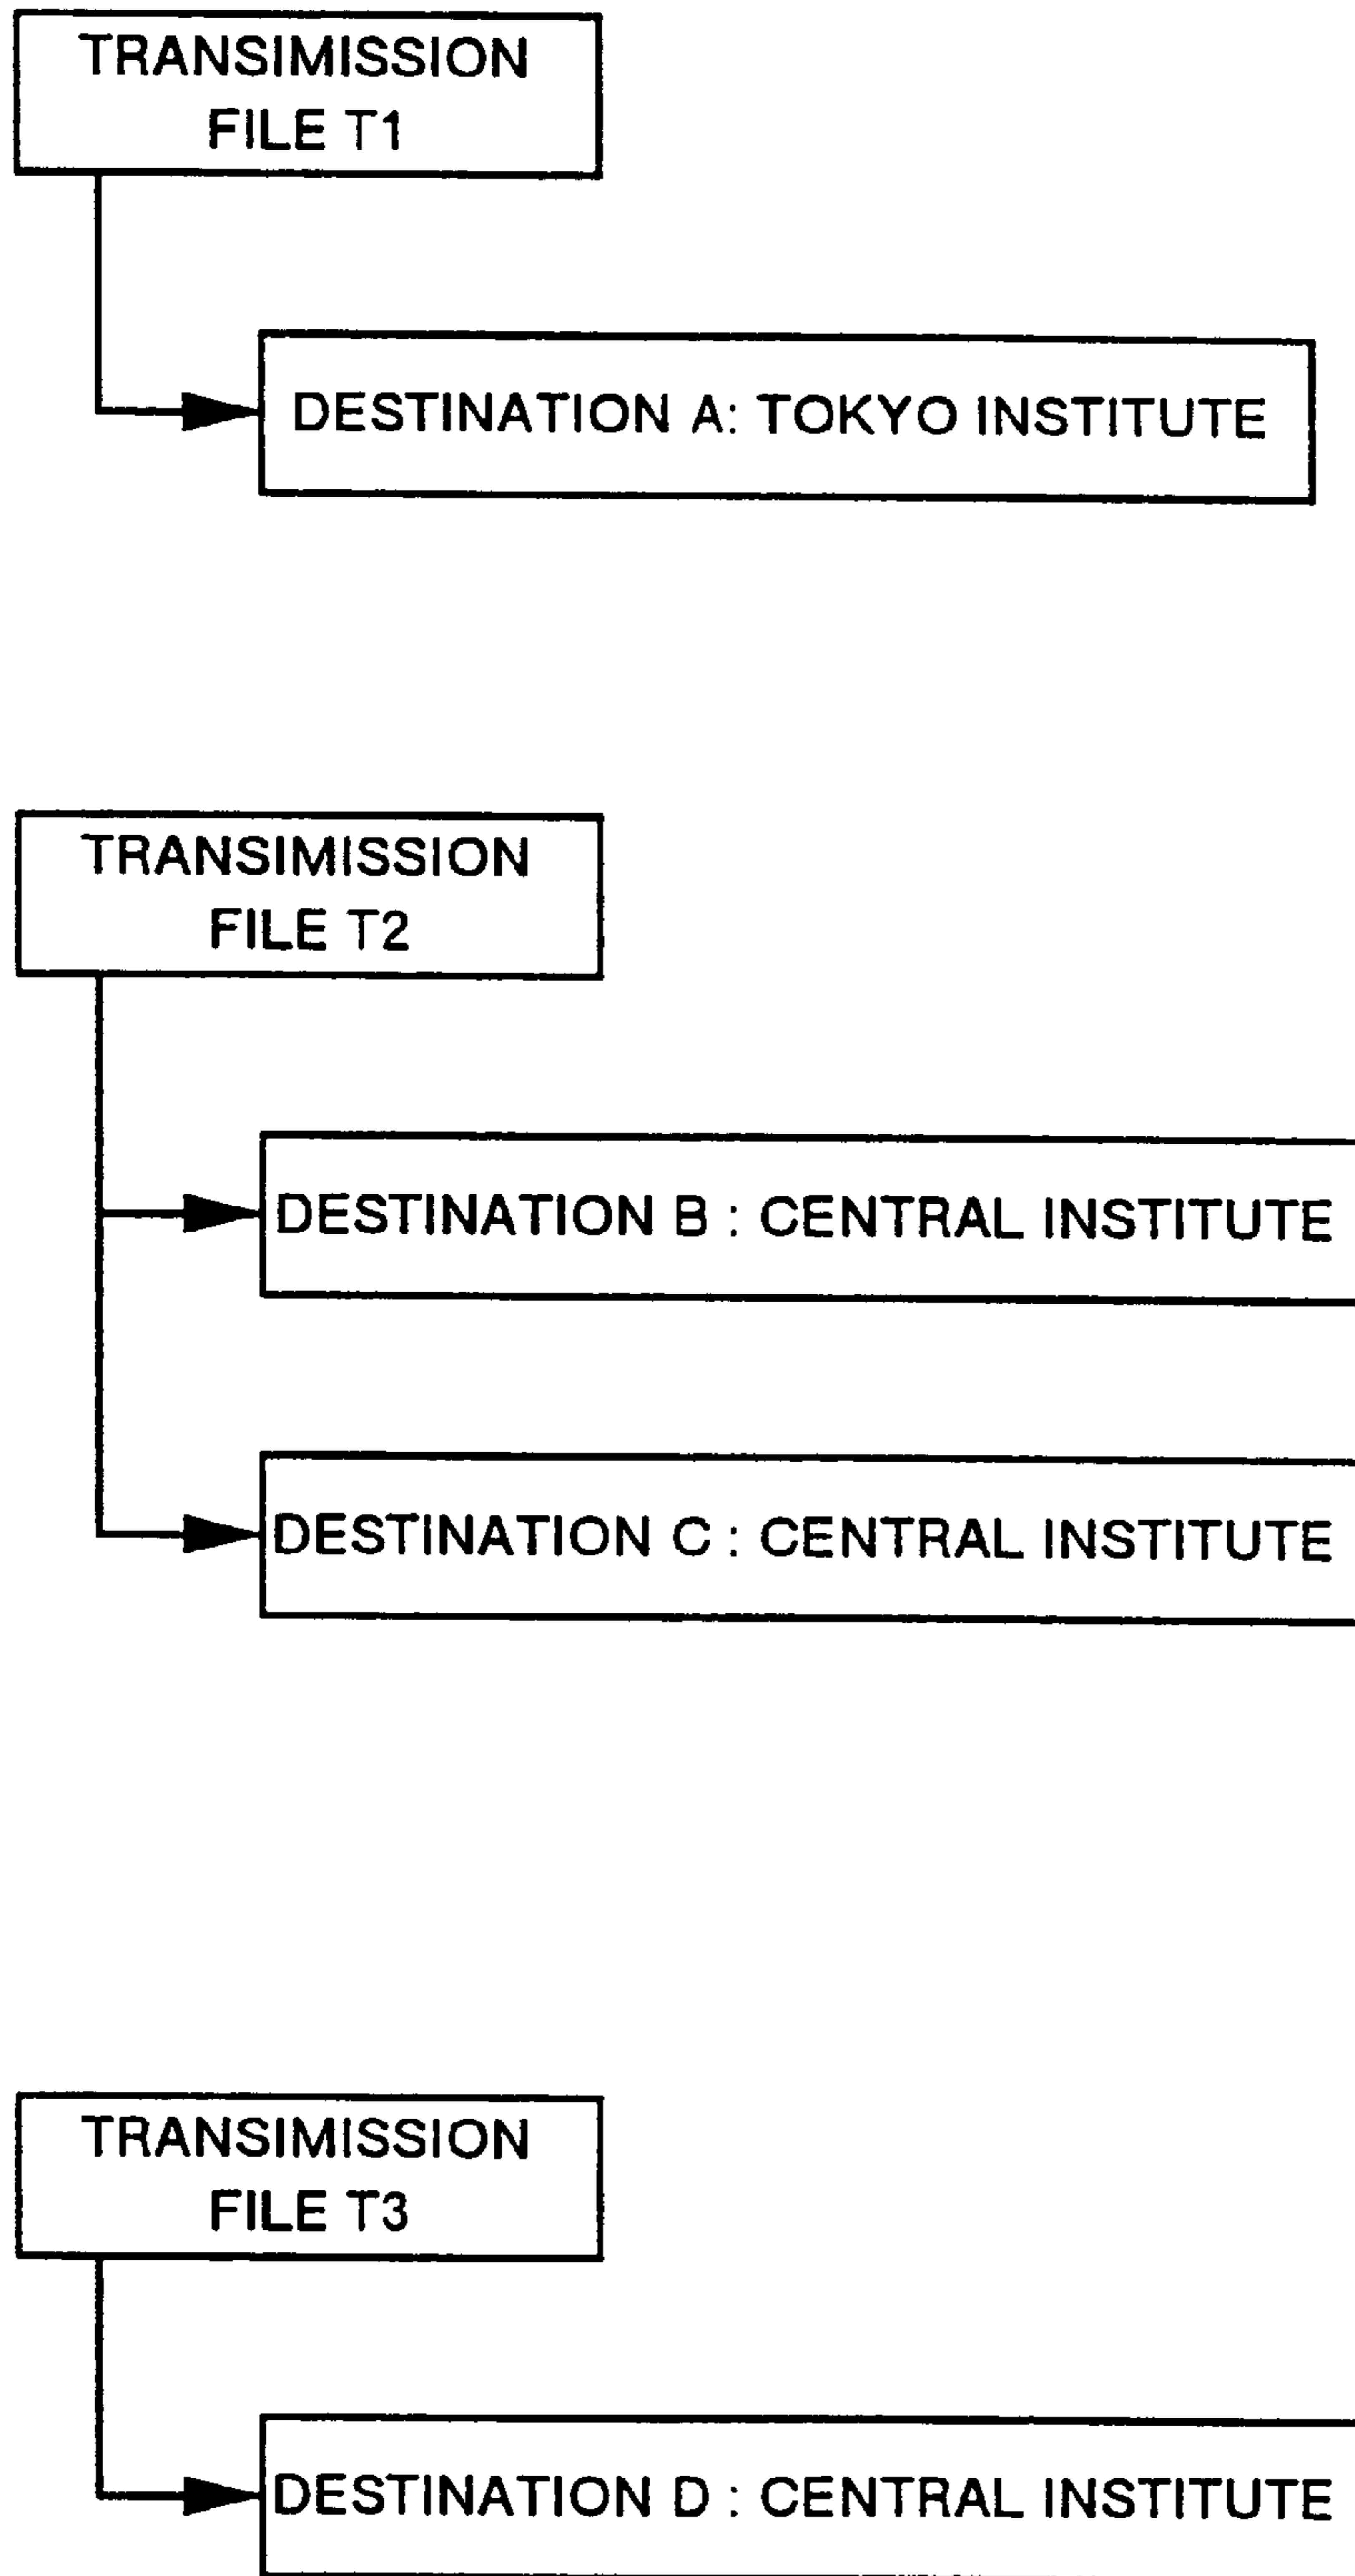 TRANSIMISSION
FILE T1
DESTINATION A: TOKYO INSTITUTE
TRANSIMISSION
FILE T2
DESTINATION B : CENTRAL INSTITUTE
DESTINATION C : CENTRAL INSTITUTE
TRANSIMISSION
FILE T3
DESTINATION D : CENTRAL INSTITUTE